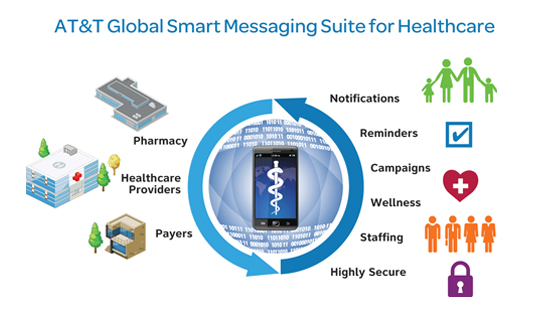 AT&T Global Smart Messaging Suite for Healthcare
Pharmacy
Healthcare
Providers
Payers
Notifications
Reminders
Campaigns
Wellness
Staffing
Highly Secure